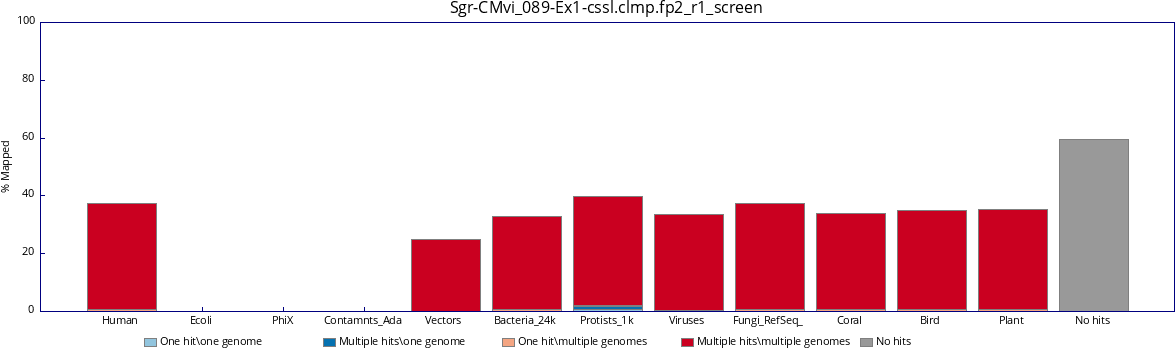 Sgr-CMvi_089-Ex1-cssl.clmp.fp2_r1_screen
100
80
60
40
20
0
% Mapped
Human Ecoli PhiX Contamnts_Ada Vectors Bacteria_24k Protists_1k Viruses Fungi_RefSeq_ Coral Bird Plant No hits
One hit\one genome Multiple hits\one genome One hit\multiple genomes Multiple hits\multiple genomes No hits